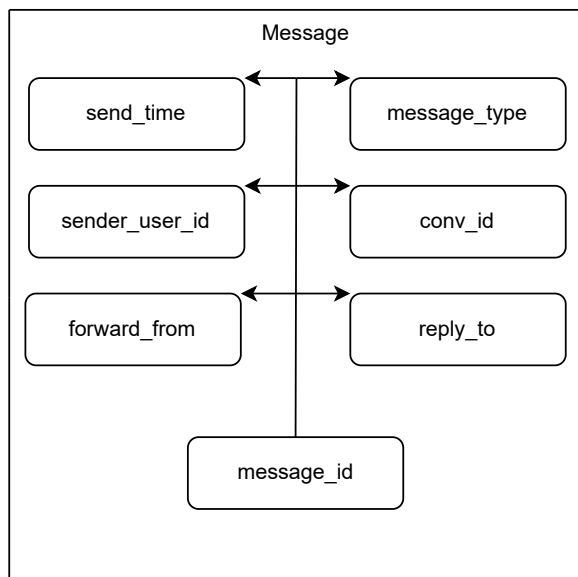 Message
send_time
message_type
sender_user_id
conv_id
forward_from
reply_to
message_id